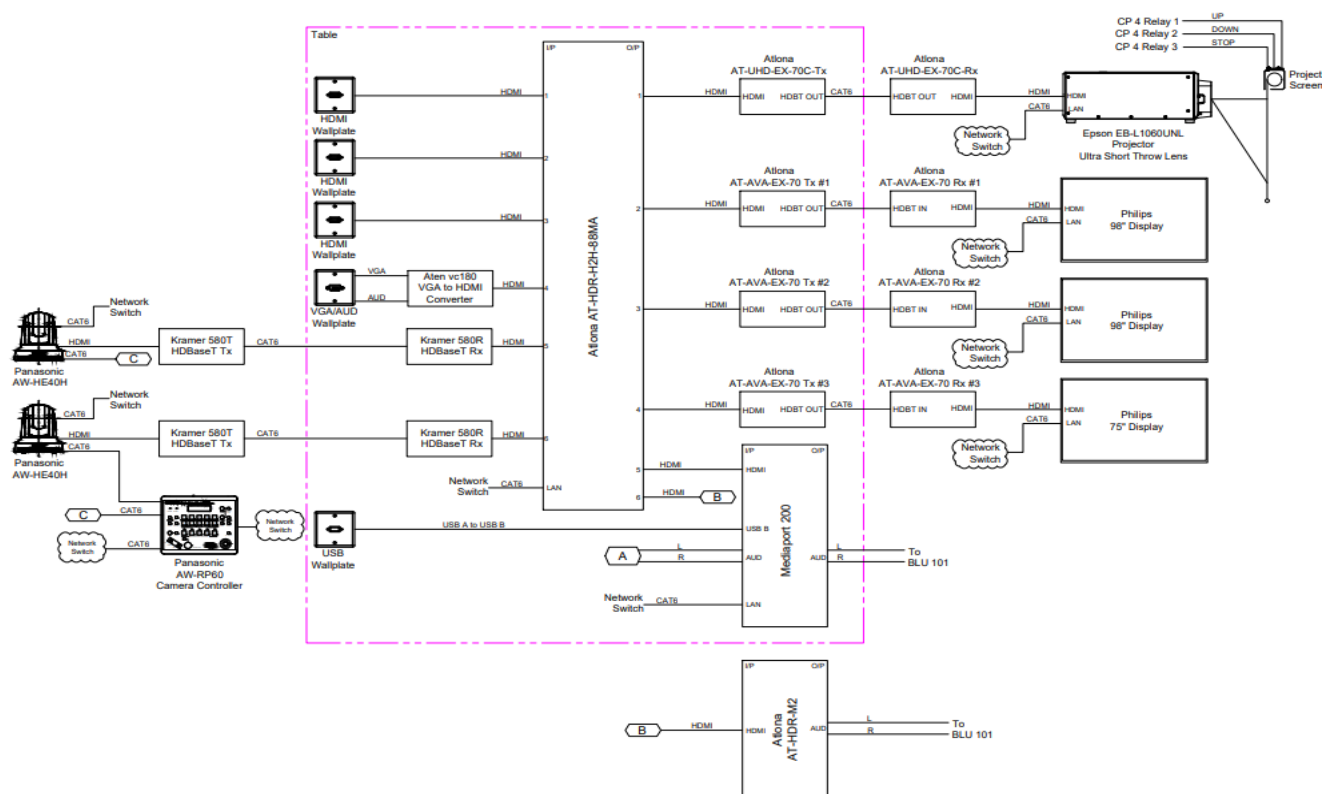 CP 4 Relay 1
UP
CP 4 Relay 2
DOWN
CP 4 Relay 3
STOP
Project
Screen
Table
I/P
O/P
Atlona AT-HDR-H2H-88MA
HDMI
Wallplate
HDMI
1
HDMI
Wallplate
HDMI
2
HDMI
Wallplate
HDMI
3
VGA/AUD
Wallplate
VGA
AUD
Aten vc180
VGA to HDMI
Converter
HDMI
4
Network
Switch
CAT6
HDMI
CAT6
C
Panasonic
AW-HE40H
Kramer 580T
HDBaseT Tx
CAT6
Kramer 580R
HDBaseT Rx
HDMI
5
Network
Switch
CAT6
HDMI
CAT6
Panasonic
AW-HE40H
Kramer 580T
HDBaseT Tx
CAT6
Kramer 580R
HDBaseT Rx
HDMI
6
Network
Switch
CAT6
LAN
C
CAT6
Network
Switch
CAT6
Network
Switch
Panasonic
AW-RP60
Camera Controller
USB
Wallplate
USB A to USB B
1
HDMI
Atlona
AT-UHD-EX-70C-Tx
HDMI
HDBT OUT
CAT6
Atlona
AT-UHD-EX-70C-Rx
HDBT OUT
HDMI
HDMI
CAT6
HDMI
LAN
Network
Switch
Epson EB-L1060UNL
Projector
Ultra Short Throw Lens
2
HDMI
Atlona
AT-AVA-EX-70 Tx #1
HDMI
HDBT OUT
CAT6
Atlona
AT-AVA-EX-70 Rx #1
HDBT IN
HDMI
HDMI
CAT6
HDMI
LAN
Network
Switch
Philips
98" Display
3
HDMI
Atlona
AT-AVA-EX-70 Tx #2
HDMI
HDBT OUT
CAT6
Atlona
AT-AVA-EX-70 Rx #2
HDBT IN
HDMI
HDMI
CAT6
HDMI
LAN
Network
Switch
Philips
98" Display
4
HDMI
Atlona
AT-AVA-EX-70 Tx #3
HDMI
HDBT OUT
CAT6
Atlona
AT-AVA-EX-70 Rx #3
HDBT IN
HDMI
HDMI
CAT6
HDMI
LAN
Network
Switch
Philips
75" Display
5
HDMI
6
HDMI
B
I/P
O/P
HDMI
USB B
Mediaport 200
A
L
R
AUD
AUD
L
R
To
BLU 101
Network
Switch
CAT6
LAN
I/P
O/P
B
HDMI
HDMI
Atlona
AT-HDR-M2
AUD
L
R
To
BLU 101